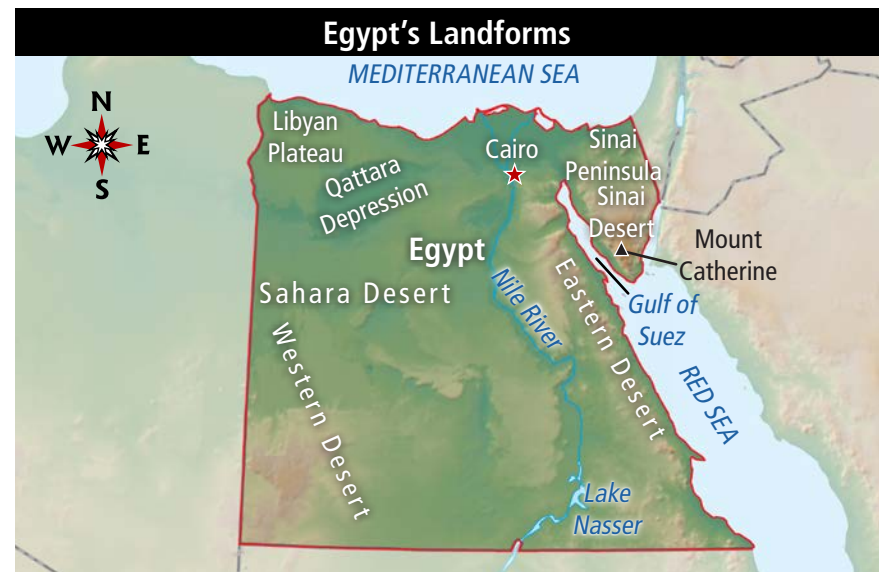 Egypt’s Landforms
MEDITERRANEAN SEA
N
W
E
S
Libyan
Plateau
Qattara
Depression
Cairo
Sinai
Peninsula
Sinai
Desert
Mount
Catherine
Egypt
Sahara Desert
Nile River
Eastern Desert
Gulf of
Suez
Western Desert
RED SEA
Lake
Nasser